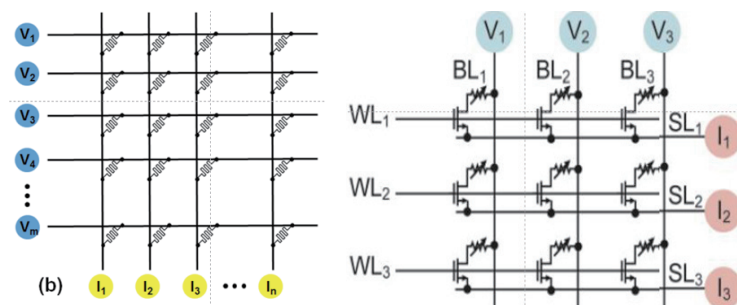 V1
V2
V3
V4
Vm
(b)
I1 I2 I3 ••• In
V1 V2 V3
BL1 BL2 BL3
WL1 SL1 I1
WL2 SL2 I2
WL3 SL3 I3